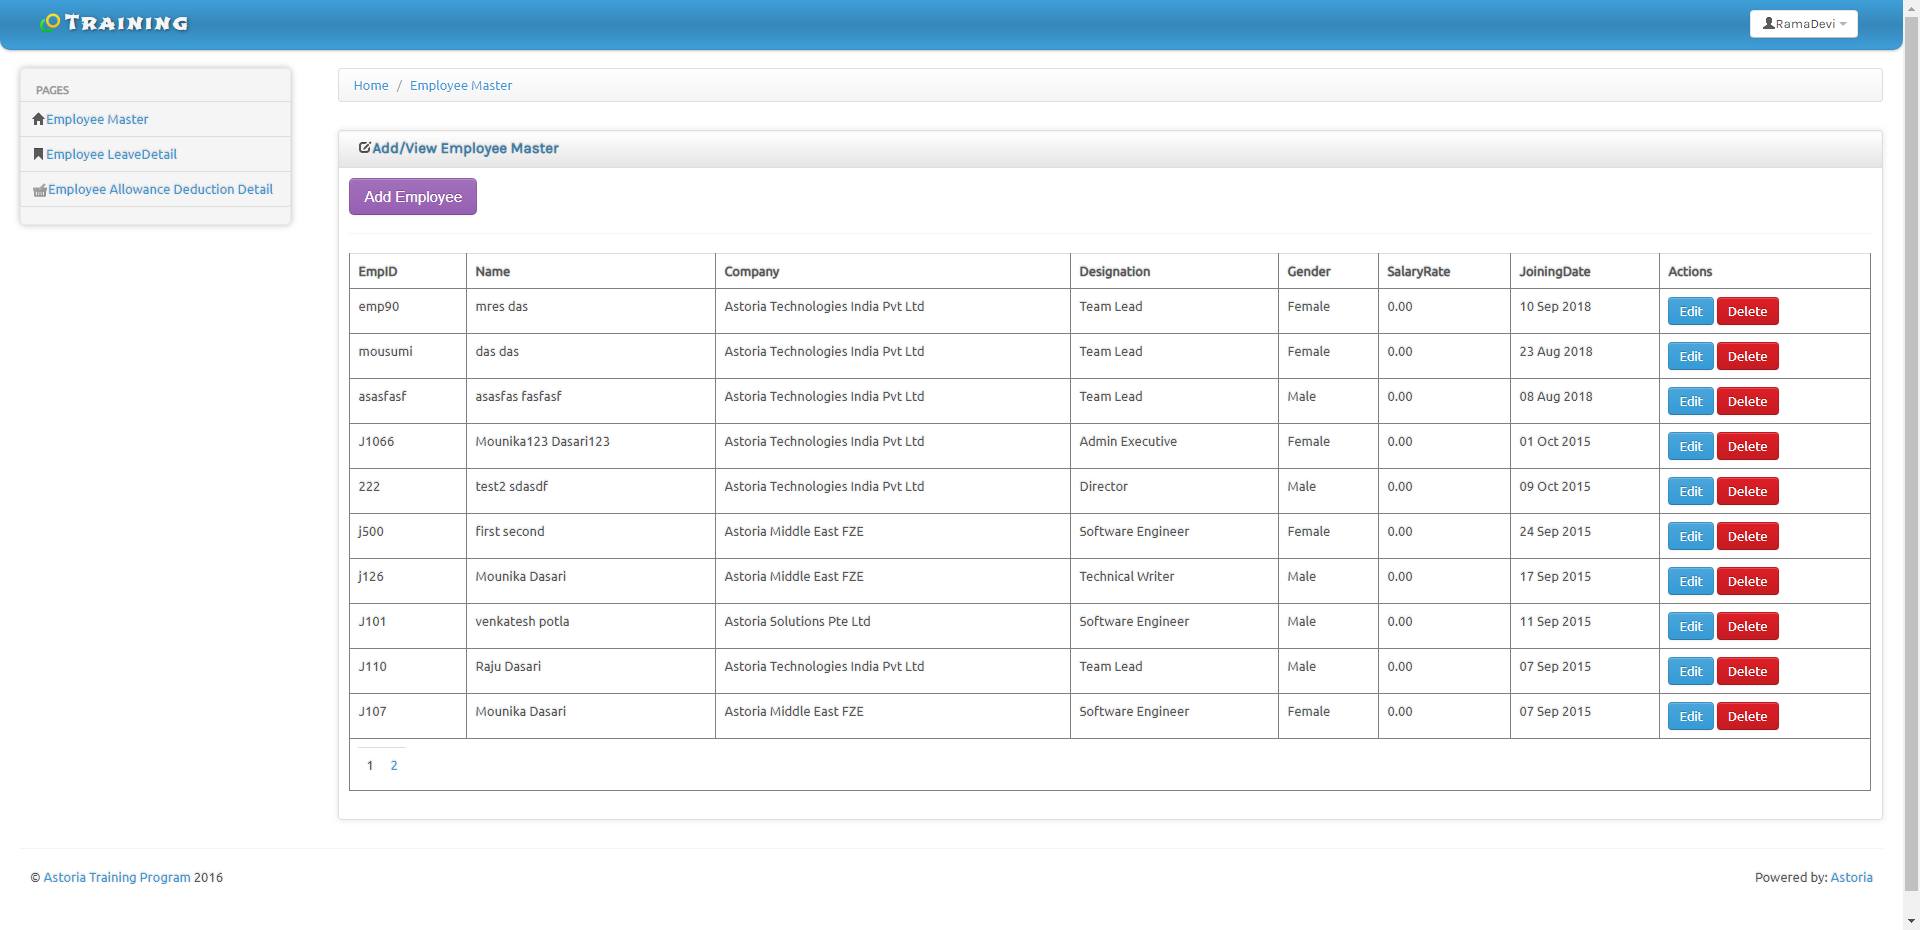 TRAINING
RamaDevi
PAGES
Employee Master
Employee LeaveDetail
Employee Allowance Deduction Detail
Home / Employee Master
Add/View Employee Master
Add Employee
EmpID Name Company Designation Gender SalaryRate JoiningDate Actions
emp90 mres das Astoria Technologies India Pvt Ltd Team Lead Female 0.00 10 Sep 2018 Edit Delete
mousumi das das Astoria Technologies India Pvt Ltd Team Lead Female 0.00 23 Aug 2018 Edit Delete
asasfasf asasfas fasfasf Astoria Technologies India Pvt Ltd Team Lead Male 0.00 08 Aug 2018 Edit Delete
J1066 Mounika123 Dasari123 Astoria Technologies India Pvt Ltd Admin Executive Female 0.00 01 Oct 2015 Edit Delete
222 test2 sdasdf Astoria Technologies India Pvt Ltd Director Male 0.00 09 Oct 2015 Edit Delete
j500 first second Astoria Middle East FZE Software Engineer Female 0.00 24 Sep 2015 Edit Delete
j126 Mounika Dasari Astoria Middle East FZE Technical Writer Male 0.00 17 Sep 2015 Edit Delete
J101 venkatesh potla Astoria Solutions Pte Ltd Software Engineer Male 0.00 11 Sep 2015 Edit Delete
J110 Raju Dasari Astoria Technologies India Pvt Ltd Team Lead Male 0.00 07 Sep 2015 Edit Delete
J107 Mounika Dasari Astoria Middle East FZE Software Engineer Female 0.00 07 Sep 2015 Edit Delete
1 2
© Astoria Training Program 2016
Powered by: Astoria